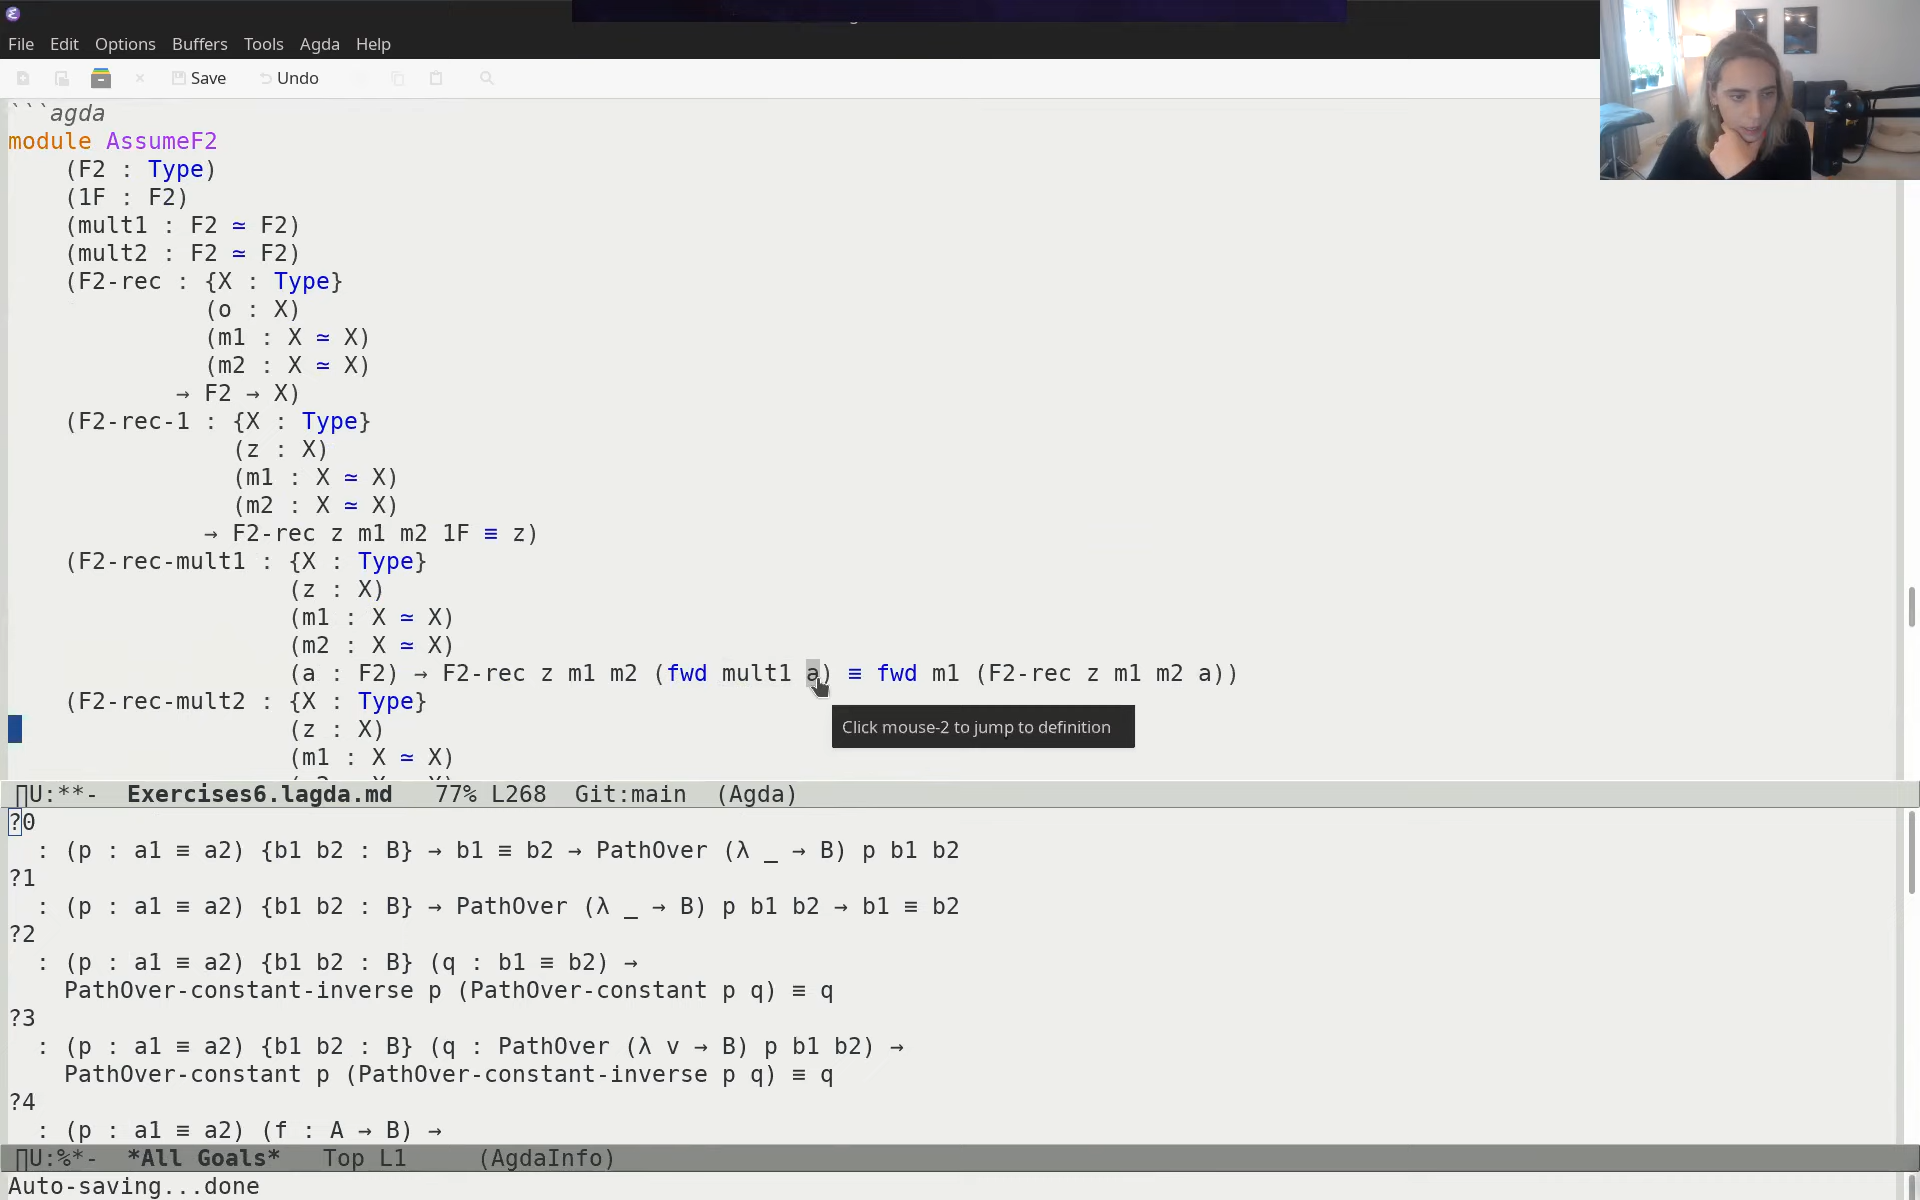 File Edit Options Buffers Tools Agda Help
Save Undo
```agda
module AssumeF2
(F2 : Type)
(1F : F2)
(mult1 : F2 ≃ F2)
(mult2 : F2 ≃ F2)
(F2-rec : {X : Type}
(o : X)
(m1 : X ≃ X)
(m2 : X ≃ X)
→ F2 → X)
(F2-rec-1 : {X : Type}
(z : X)
(m1 : X ≃ X)
(m2 : X ≃ X)
→ F2-rec z m1 m2 1F ≡ z)
(F2-rec-mult1 : {X : Type}
(z : X)
(m1 : X ≃ X)
(m2 : X ≃ X)
(a : F2) → F2-rec z m1 m2 (fwd mult1 a) ≡ fwd m1 (F2-rec z m1 m2 a))
(F2-rec-mult2 : {X : Type}
(z : X)
Click mouse-2 to jump to definition
(m1 : X ≃ X)
U:**- Exercises6.lagda.md 77% L268 Git:main (Agda)
?0
: (p : a1 ≡ a2) {b1 b2 : B} → b1 ≡ b2 → PathOver (λ _ → B) p b1 b2
?1
: (p : a1 ≡ a2) {b1 b2 : B} → PathOver (λ _ → B) p b1 b2 → b1 ≡ b2
?2
: (p : a1 ≡ a2) {b1 b2 : B} (q : b1 ≡ b2) →
PathOver-constant-inverse p (PathOver-constant p q) ≡ q
?3
: (p : a1 ≡ a2) {b1 b2 : B} (q : PathOver (λ v → B) p b1 b2) →
PathOver-constant p (PathOver-constant-inverse p q) ≡ q
?4
: (p : a1 ≡ a2) (f : A → B) →
U:%*- *All Goals* Top L1 (AgdaInfo)
Auto-saving...done